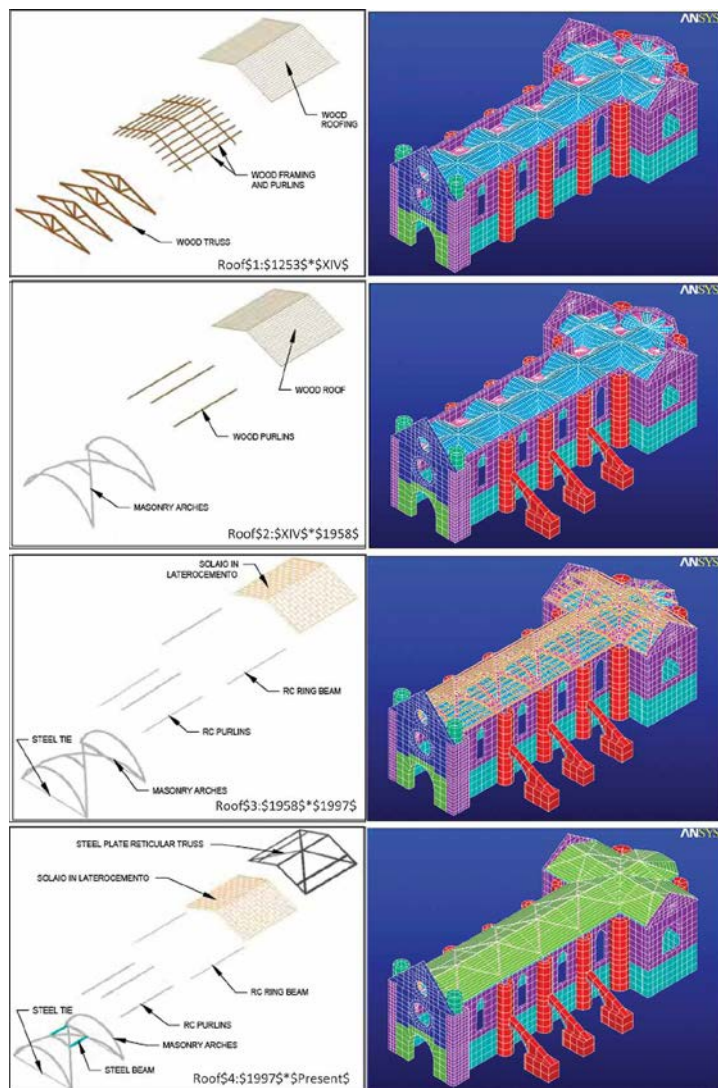 ANSYS
WOOD
ROOFING
WOOD FRAMING
AND PURLINS
WOOD TRUSS
Roof$1:$1253$*$XIV$
ANSYS
WOOD ROOF
WOOD PURLINS
MASONRY ARCHES
Roof$2:$XIV$*$1958$
ANSYS
SOLAIO IN
LATEROCEMENTO
RC RING BEAM
RC PURLINS
STEEL TIE
MASONRY ARCHES
Roof$3:$1958$*$1997$
ANSYS
STEEL PLATE RETICULAR TRUSS
SOLAIO IN LATEROCEMENTO
RC RING BEAM
RC PURLINS
STEEL TIE
MASONRY ARCHES
STEEL BEAM
Roof$4:$1997$*$Present$